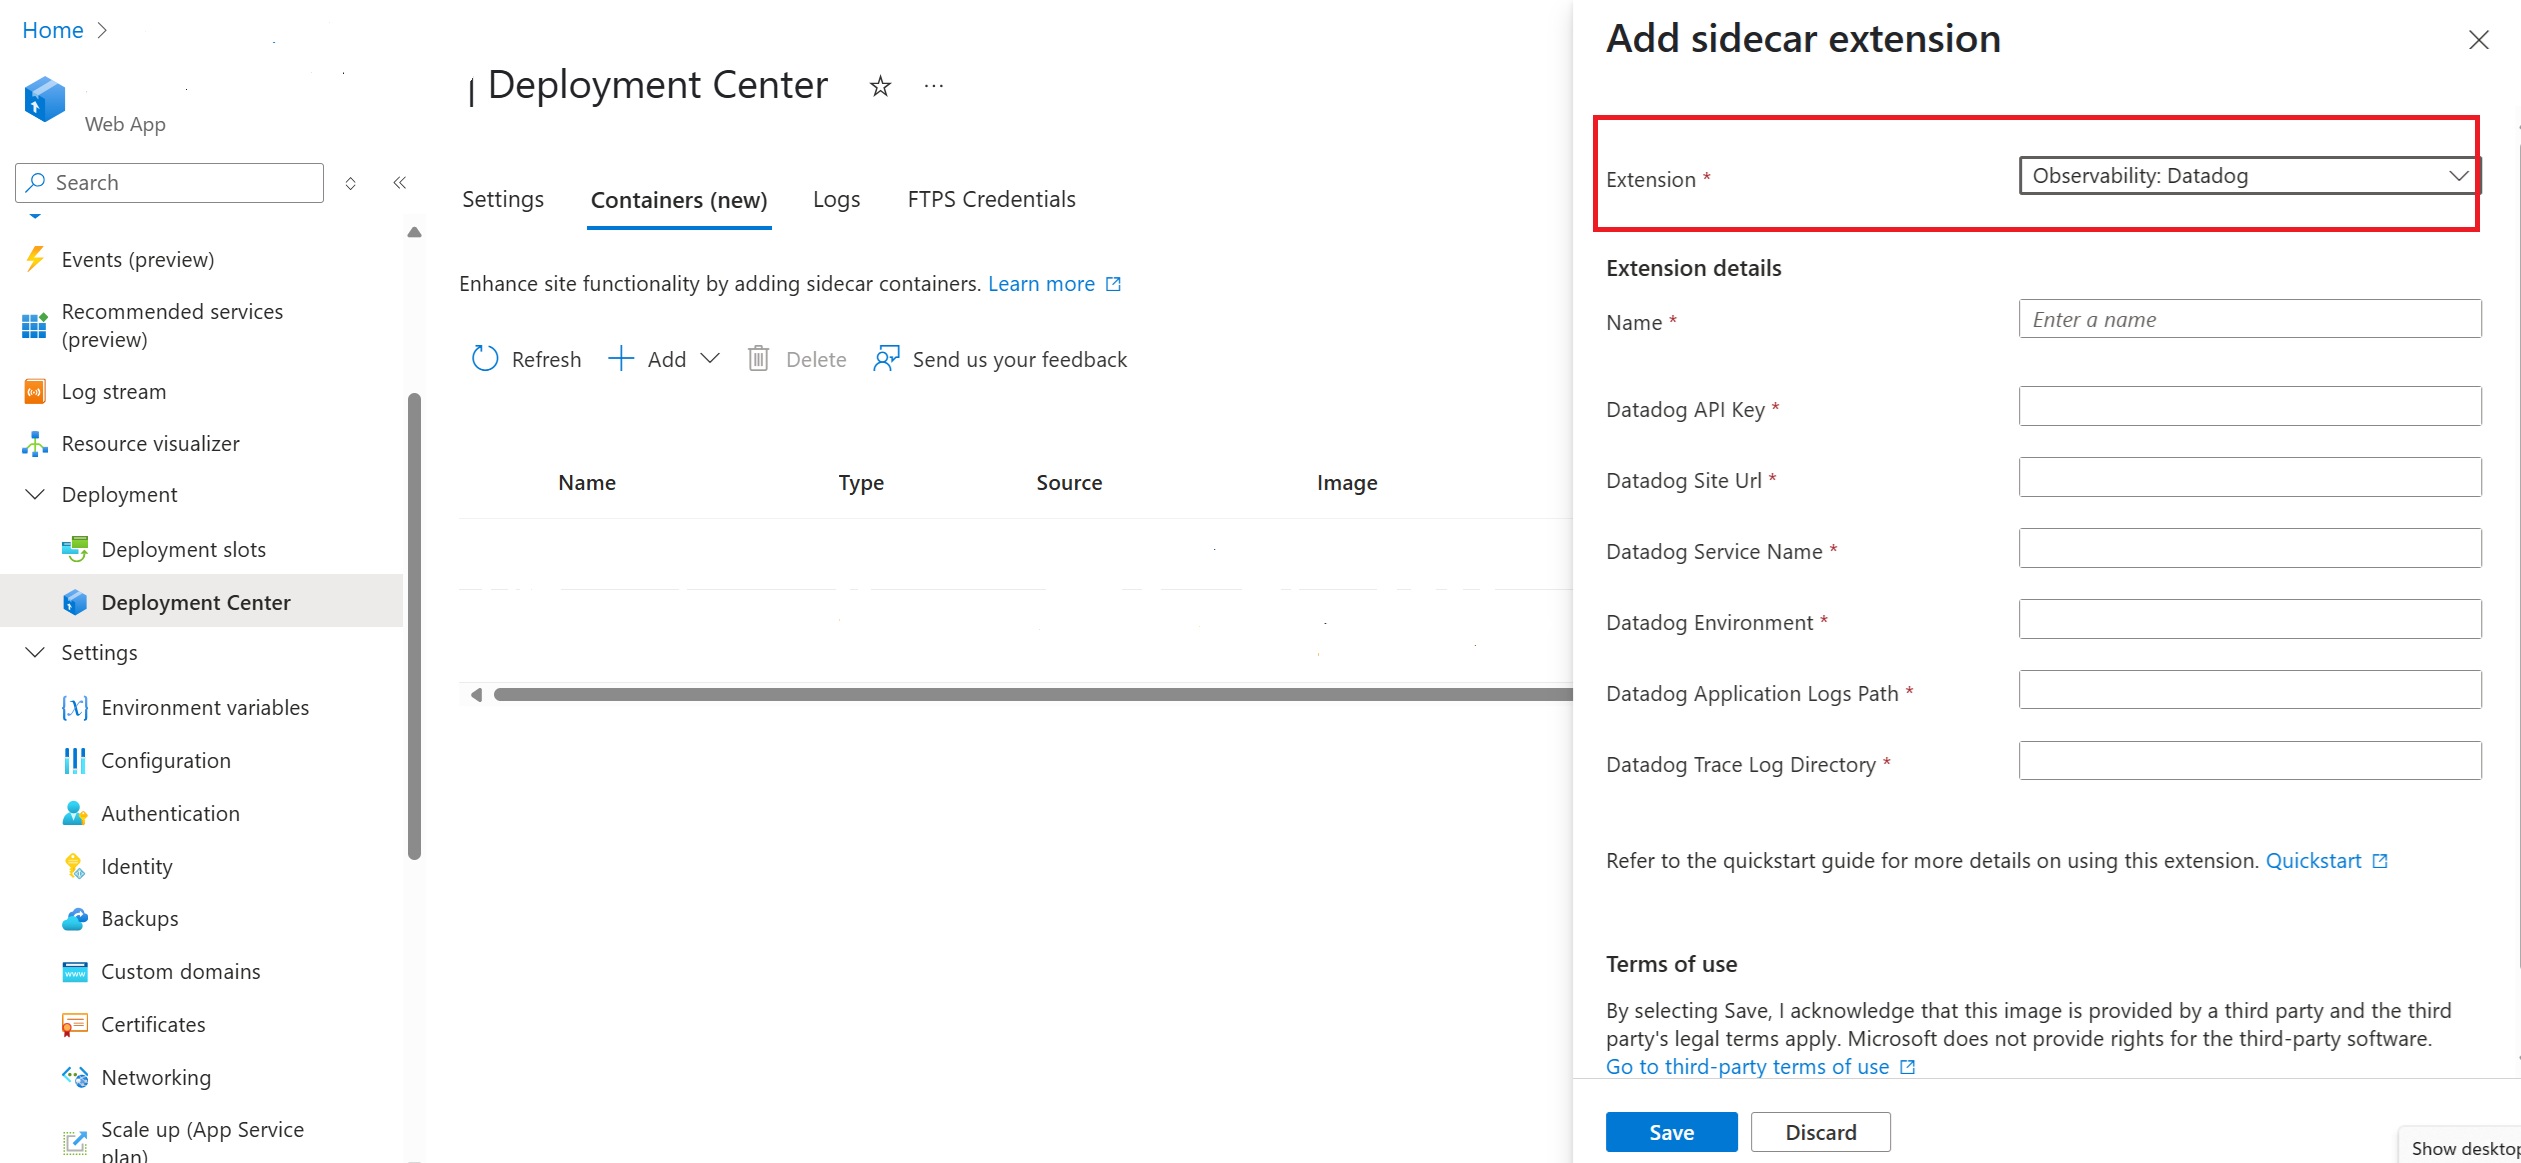 Home
Web App
Search
Events (preview)
Recommended services
(preview)
Log stream
Resource visualizer
Deployment
Deployment slots
Deployment Center
Settings
Environment variables
Configuration
Authentication
Identity
Backups
Custom domains
Certificates
Networking
Scale up (App Service
plan)
| Deployment Center
Settings
Containers (new)
Logs
FTPS Credentials
Enhance site functionality by adding sidecar containers. Learn more
Refresh
Add
Delete
Send us your feedback
Name
Type
Source
Image
Add sidecar extension
Extension *
Observability: Datadog
Extension details
Name *
Enter a name
Datadog API Key *
Datadog Site Url *
Datadog Service Name *
Datadog Environment *
Datadog Application Logs Path *
Datadog Trace Log Directory *
Refer to the quickstart guide for more details on using this extension. Quickstart
Terms of use
By selecting Save, I acknowledge that this image is provided by a third party and the third
party's legal terms apply. Microsoft does not provide rights for the third-party software.
Go to third-party terms of use
Save
Discard
Show desktop